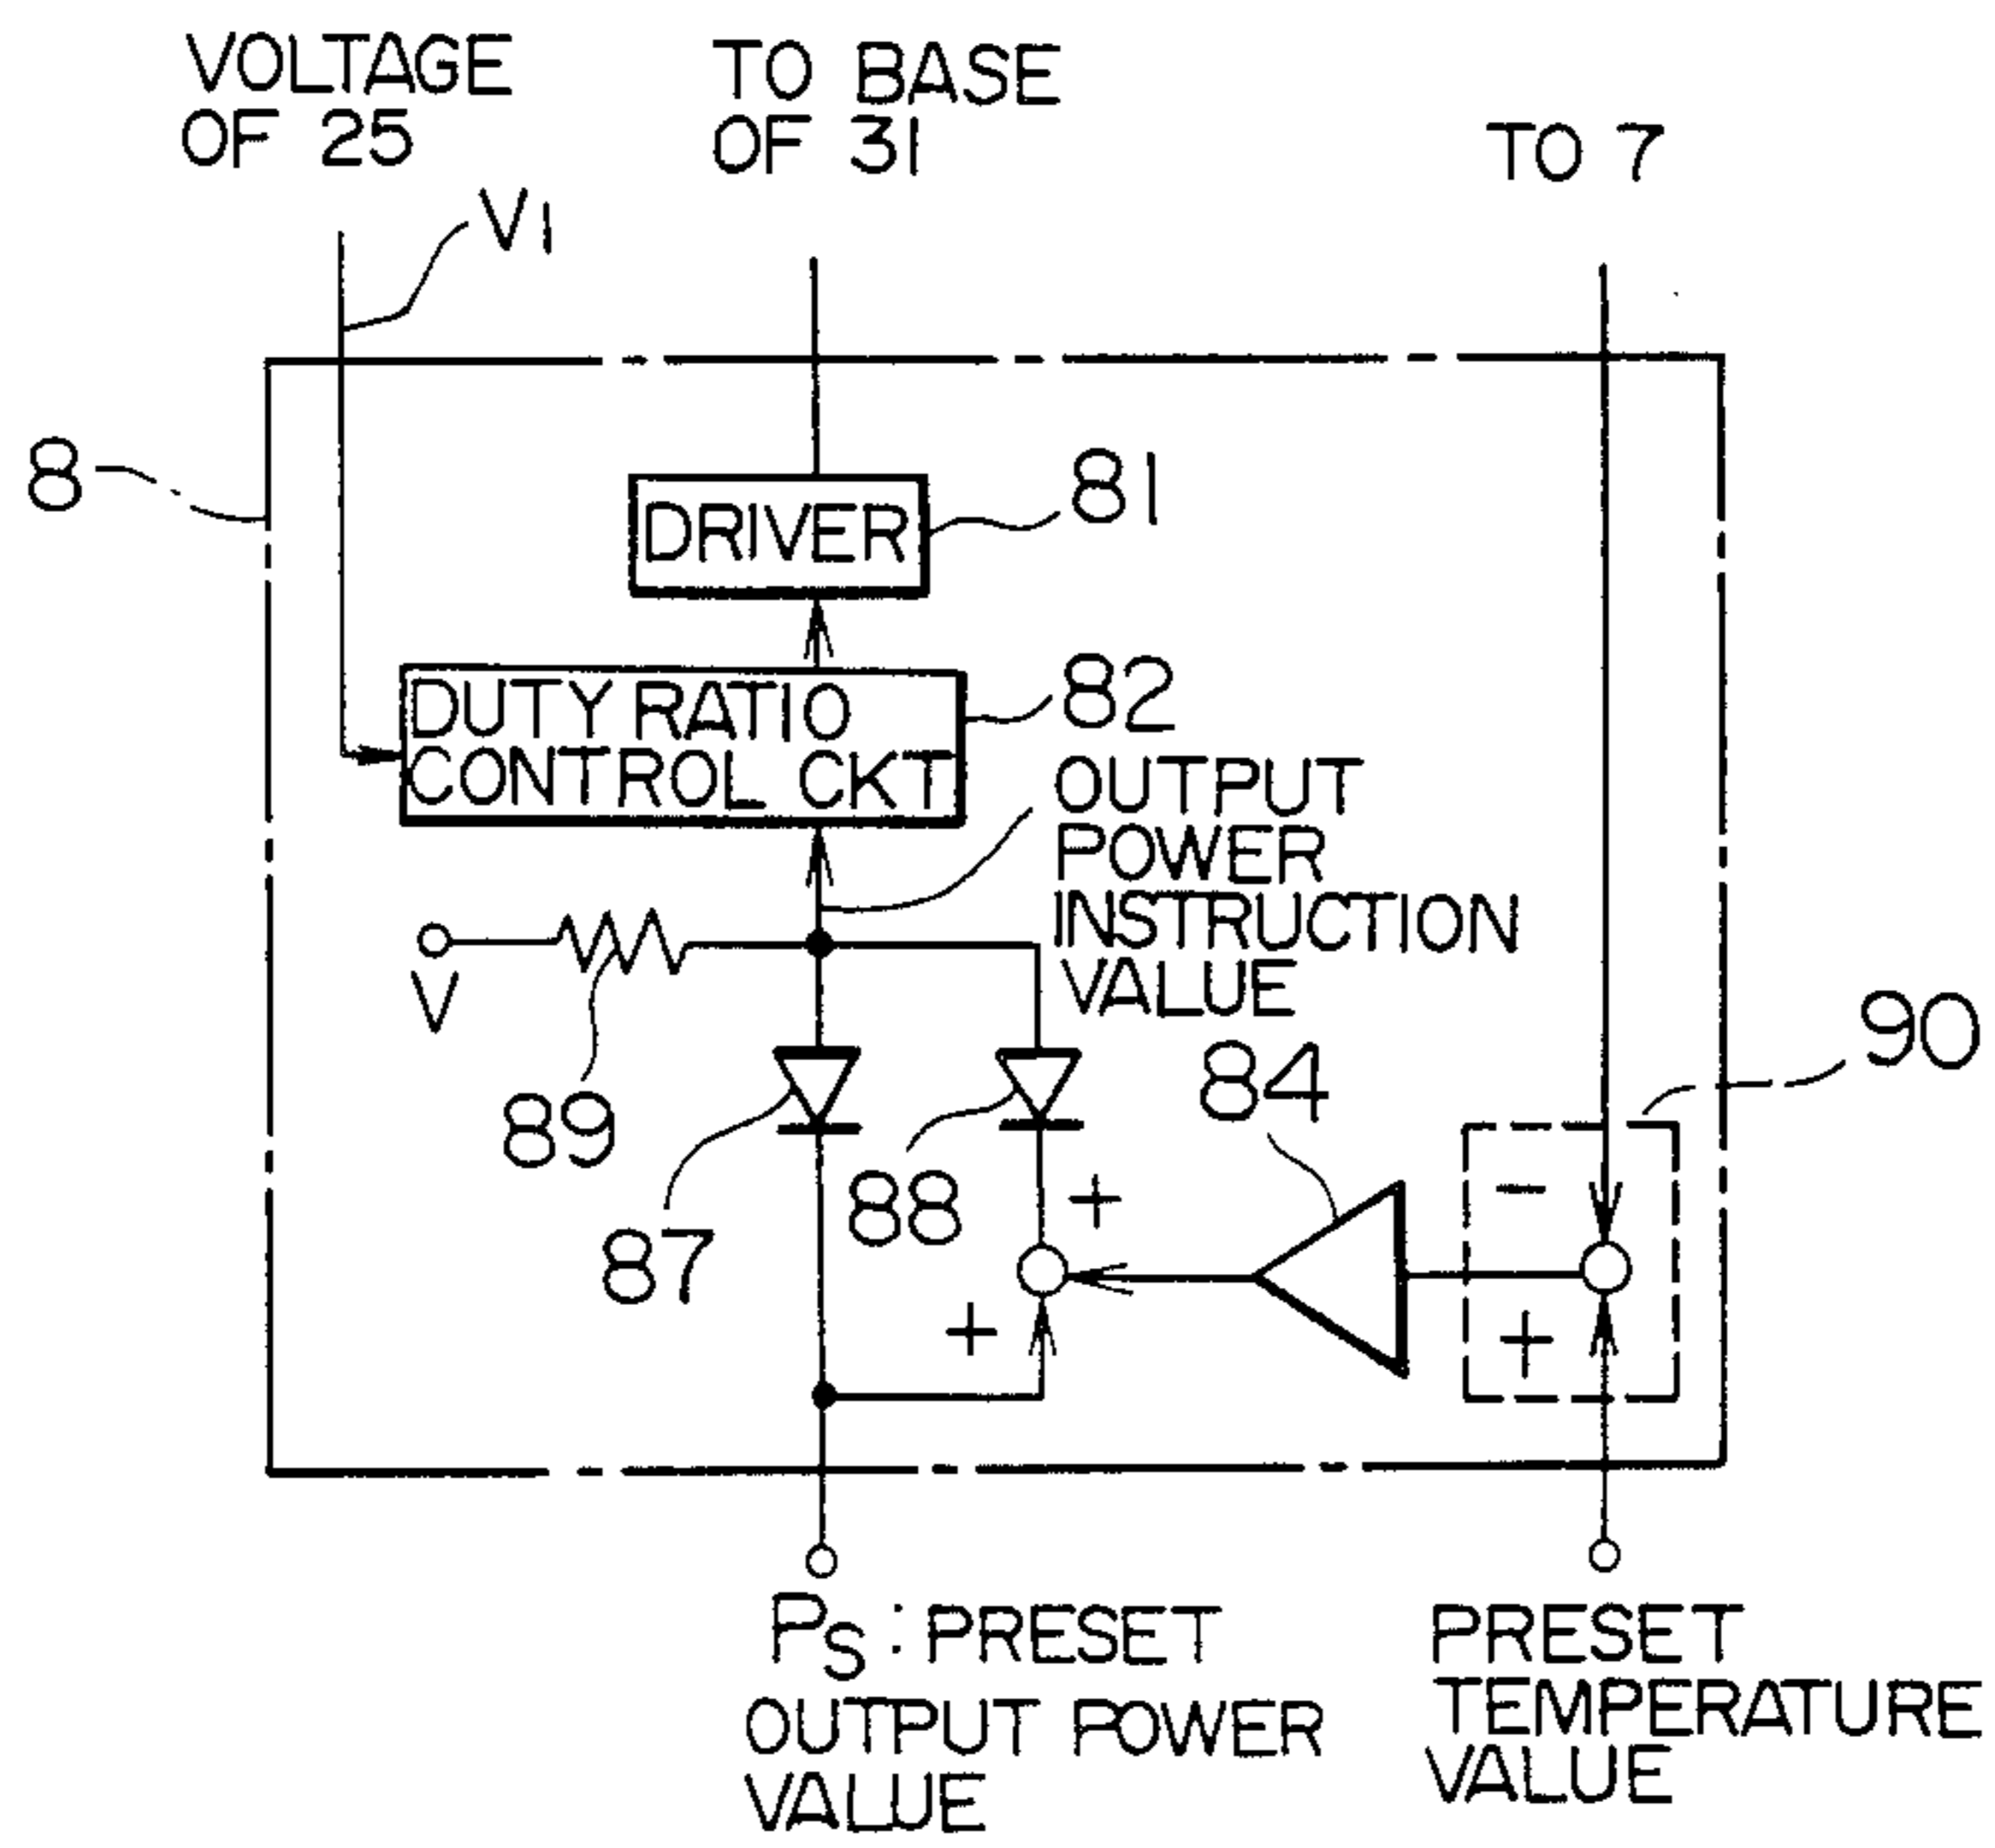 VOLTAGE
OF 25
TO BASE
OF 31
TO 7
V1
8
DRIVER
81
DUTY RATIO
CONTROL CKT
82
OUTPUT
POWER
INSTRUCTION
VALUE
V
89
87
88
84
90
+
-
+
+
PS : PRESET
OUTPUT POWER
VALUE
PRESET
TEMPERATURE
VALUE